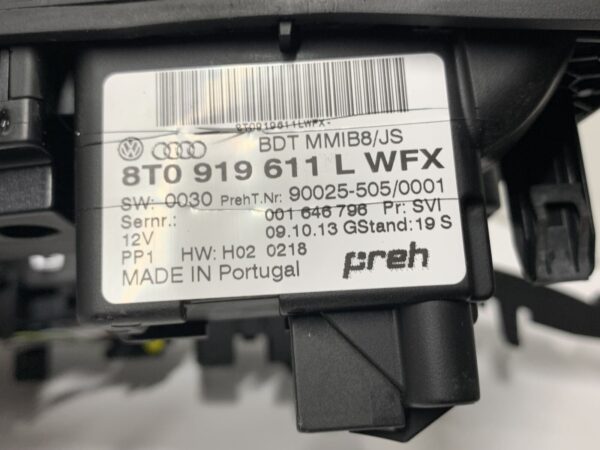 8T0919611LWFX-
BDT MMIB8/JS
8T0 919 611 L WFX
SW: 0030 PrehT.Nr: 90025-505/0001
Sernr.: 001 646 796 Pr: SVI
12V 09.10.13 GStand: 19 S
PP1 HW: H02 0218
MADE IN Portugal
preh